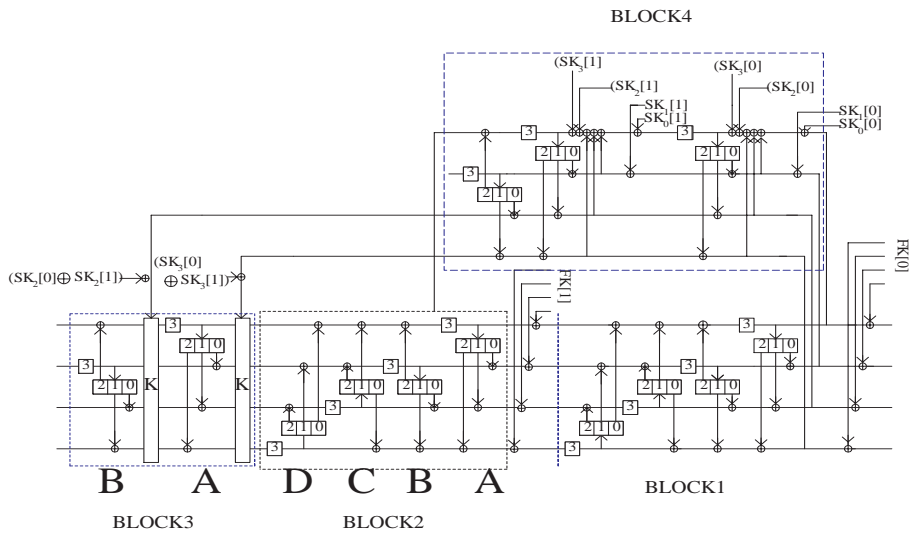 BLOCK4
(SK3[1]
(SK3[0]
(SK2[1]
(SK2[0]
SK1[1]
SK0[1]
SK1[0]
SK0[0]
3
3
2 1 0
2 1 0
3
2 1 0
(SK2[0] ⊕ SK2[1])
(SK3[0]
⊕ SK3[1])
FK[1]
FK[0]
3
3
3
2 1 0
2 1 0
2 1 0
3
3
3
2 1 0
K
K
2 1 0
2 1 0
2 1 0
2 1 0
3
3
2 1 0
2 1 0
3
3
B
A
D
C
B
A
BLOCK1
BLOCK3
BLOCK2